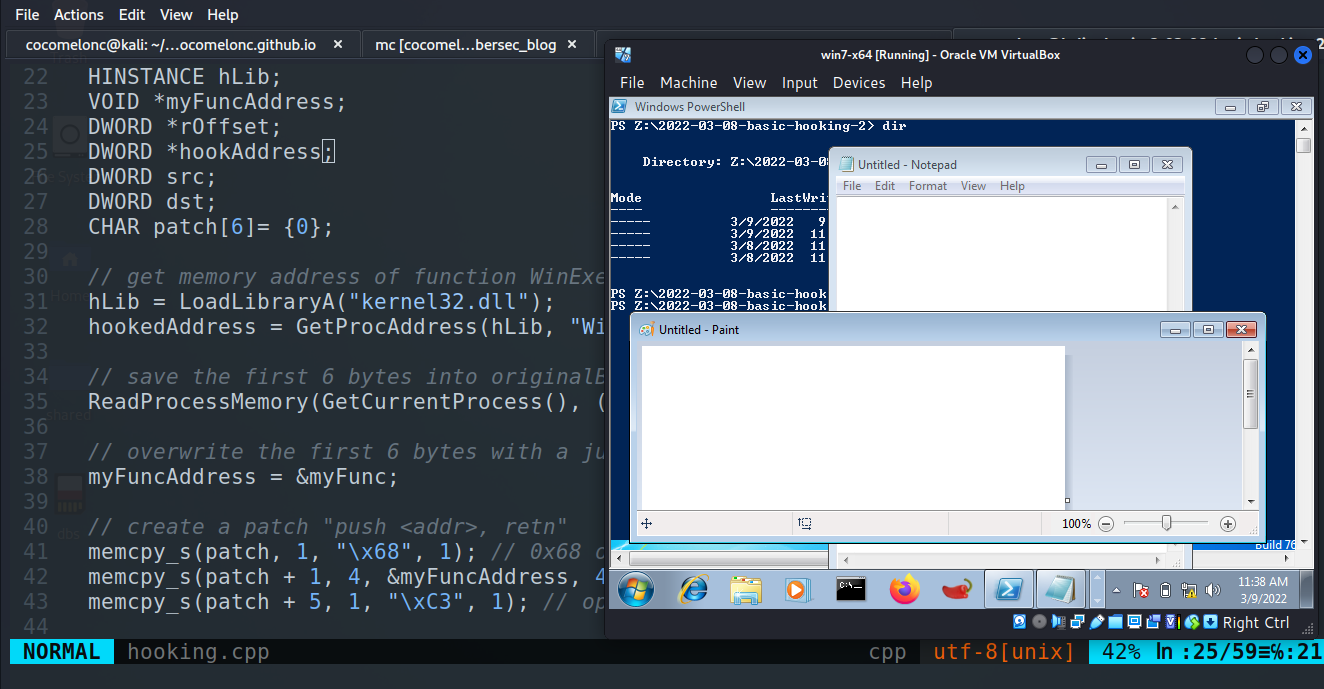 File Actions Edit View Help
cocomelonc@kali: ~/...ocomelonc.github.io ×
mc [cocomel...bersec_blog ×
22 HINSTANCE hLib;
23 VOID *myFuncAddress;
24 DWORD *rOffset;
25 DWORD *hookAddress;
26 DWORD src;
27 DWORD dst;
28 CHAR patch[6]= {0};
29
30 // get memory address of function WinExe
31 hLib = LoadLibraryA("kernel32.dll");
32 hookedAddress = GetProcAddress(hLib, "Wi
33
34 // save the first 6 bytes into originalB
35 ReadProcessMemory(GetCurrentProcess(), (
36
37 // overwrite the first 6 bytes with a ju
38 myFuncAddress = &myFunc;
39
40 // create a patch "push <addr>, retn"
41 memcpy_s(patch, 1, "\x68", 1); // 0x68 o
42 memcpy_s(patch + 1, 4, &myFuncAddress, 4
43 memcpy_s(patch + 5, 1, "\xC3", 1); // op
44
NORMAL hooking.cpp cpp utf-8[unix] 42% ln :25/59≡℅:21
win7-x64 [Running] - Oracle VM VirtualBox
File Machine View Input Devices Help
Windows PowerShell
PS Z:\2022-03-08-basic-hooking-2> dir
Directory: Z:\2022-03-0
Mode LastWri
---- 
----- 3/9/2022 9
----- 3/9/2022 11
----- 3/8/2022 11
----- 3/8/2022 11
PS Z:\2022-03-08-basic-hook
PS Z:\2022-03-08-basic-hook
Untitled - Notepad
File Edit Format View Help
Untitled - Paint
100%
Build 76
11:38 AM
3/9/2022
Right Ctrl